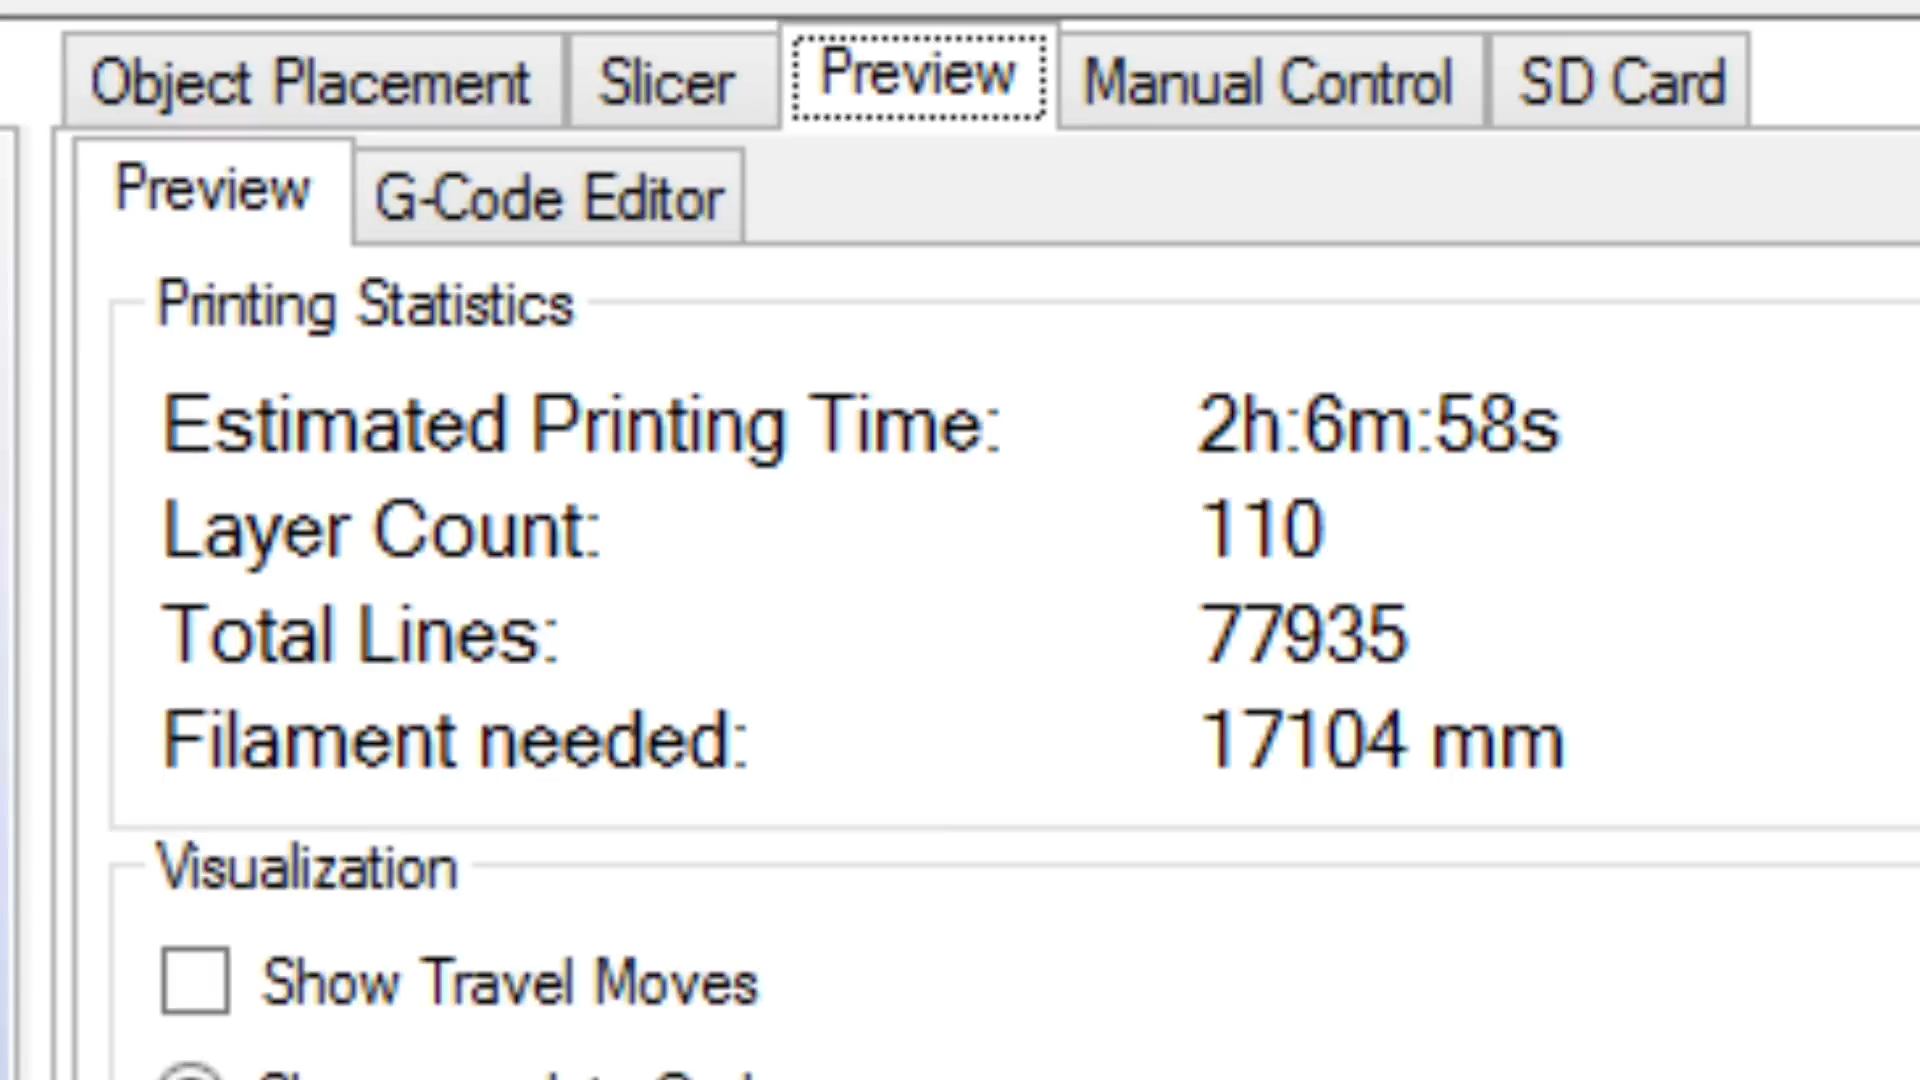 Object Placement Slicer Preview Manual Control SD Card
Preview G-Code Editor
Printing Statistics
Estimated Printing Time: 2h:6m:58s
Layer Count: 110
Total Lines: 77935
Filament needed: 17104 mm
Visualization
Show Travel Moves